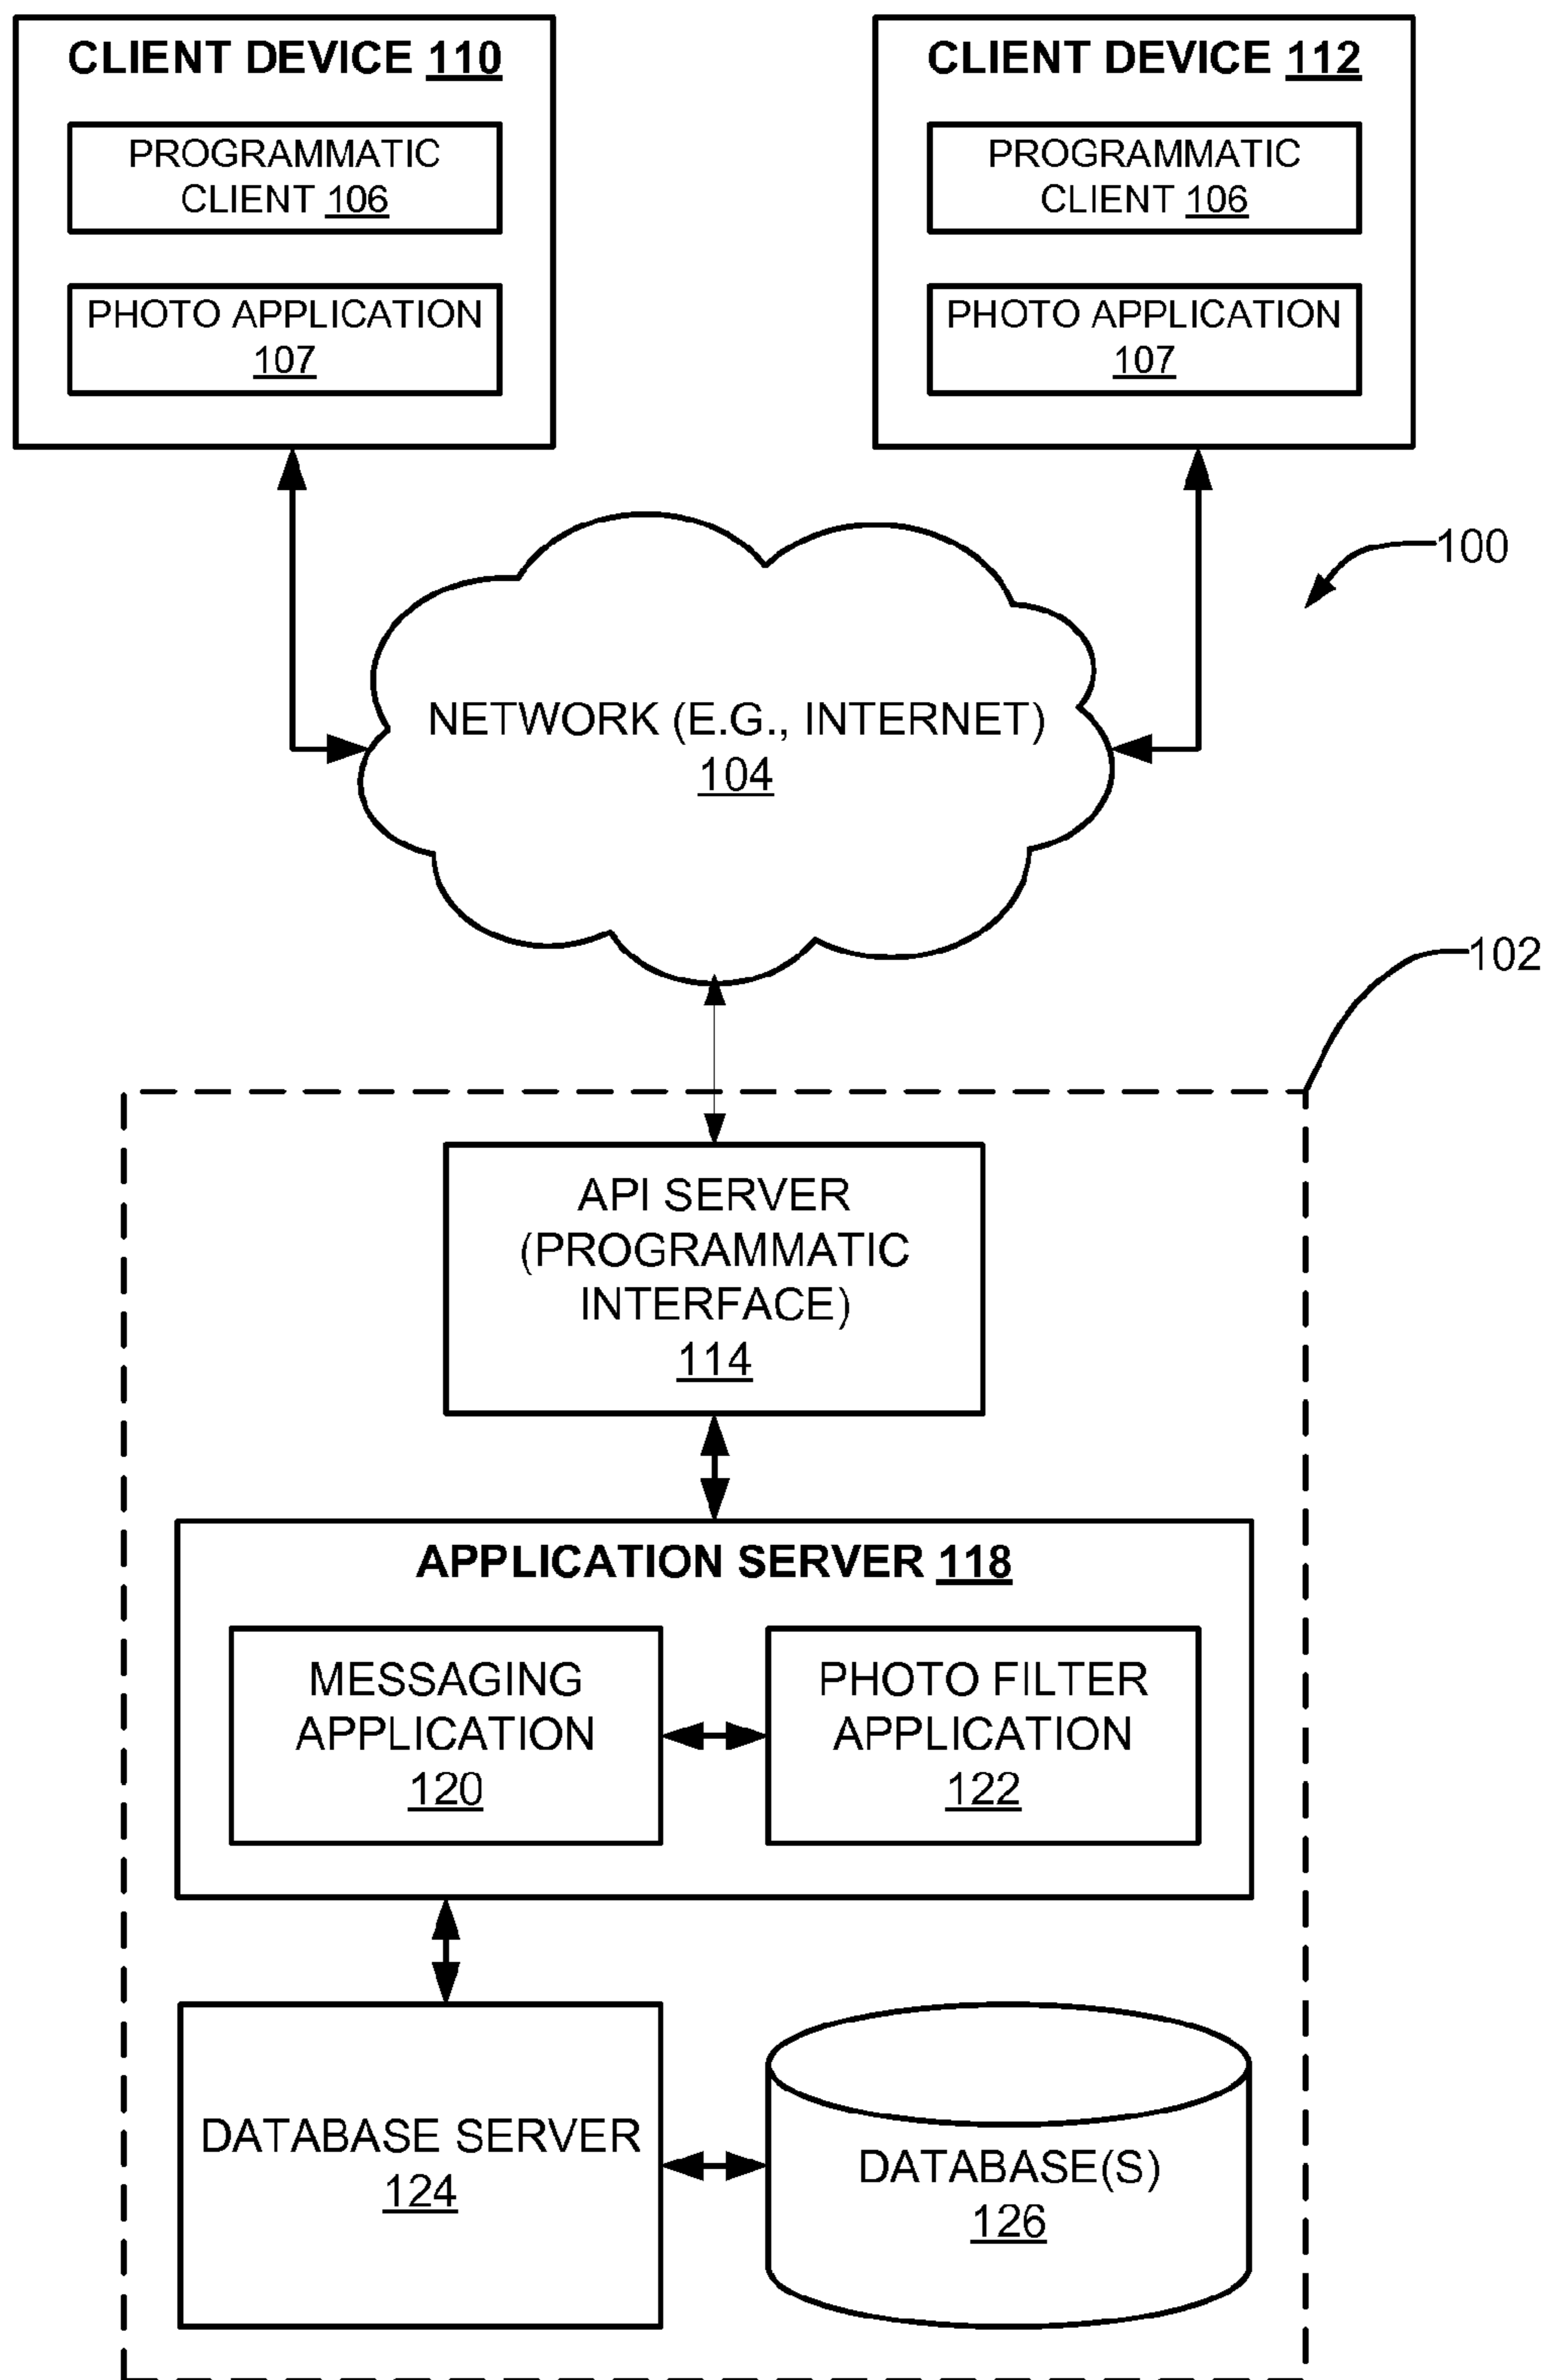 CLIENT DEVICE 110
PROGRAMMATIC
CLIENT 106
PHOTO APPLICATION
107
CLIENT DEVICE 112
PROGRAMMATIC
CLIENT 106
PHOTO APPLICATION
107
100
NETWORK (E.G., INTERNET)
104
102
API SERVER
(PROGRAMMATIC
INTERFACE)
114
APPLICATION SERVER 118
MESSAGING
APPLICATION
120
PHOTO FILTER
APPLICATION
122
DATABASE SERVER
124
DATABASE(S)
126